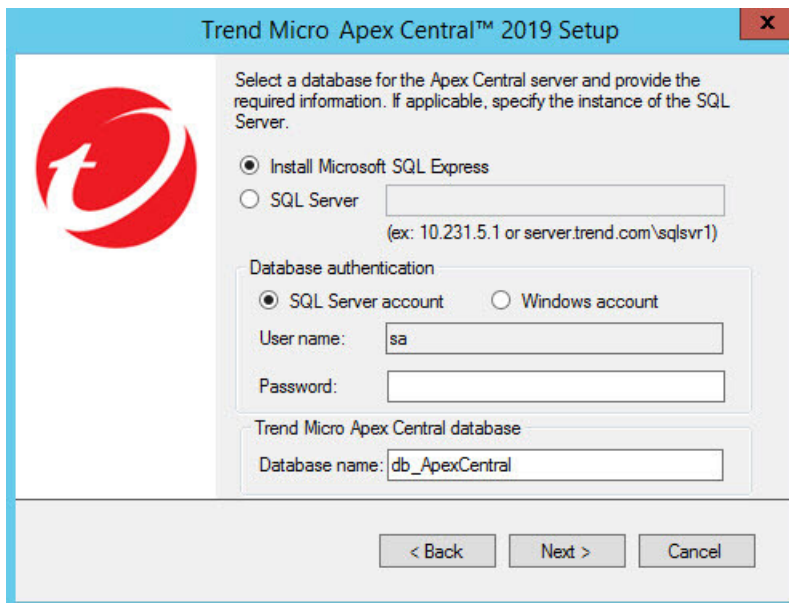 Trend Micro Apex Central™ 2019 Setup
x
Select a database for the Apex Central server and provide the
required information. If applicable, specify the instance of the SQL
Server.
Install Microsoft SQL Express
SQL Server
(ex: 10.231.5.1 or server.trend.com\sqlsvr1)
Database authentication
SQL Server account Windows account
User name: sa
Password:
Trend Micro Apex Central database
Database name: db_ApexCentral
< Back Next > Cancel